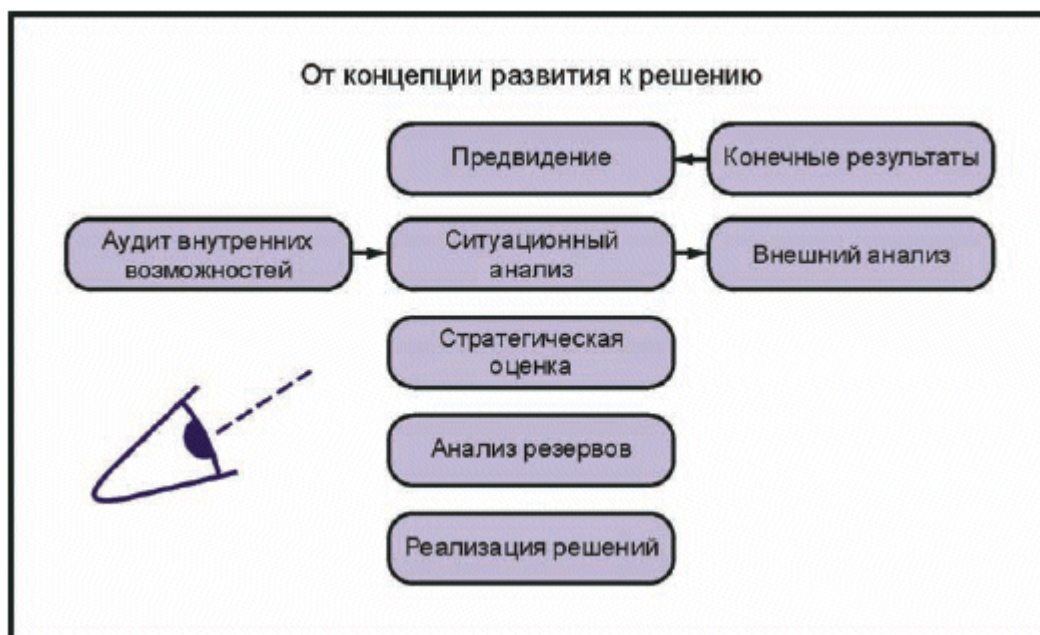 От концепции развития к решению
Предвидение
Конечные результаты
Аудит внутренних
возможностей
Ситуационный
анализ
Внешний анализ
Стратегическая
оценка
Анализ резервов
Реализация решений